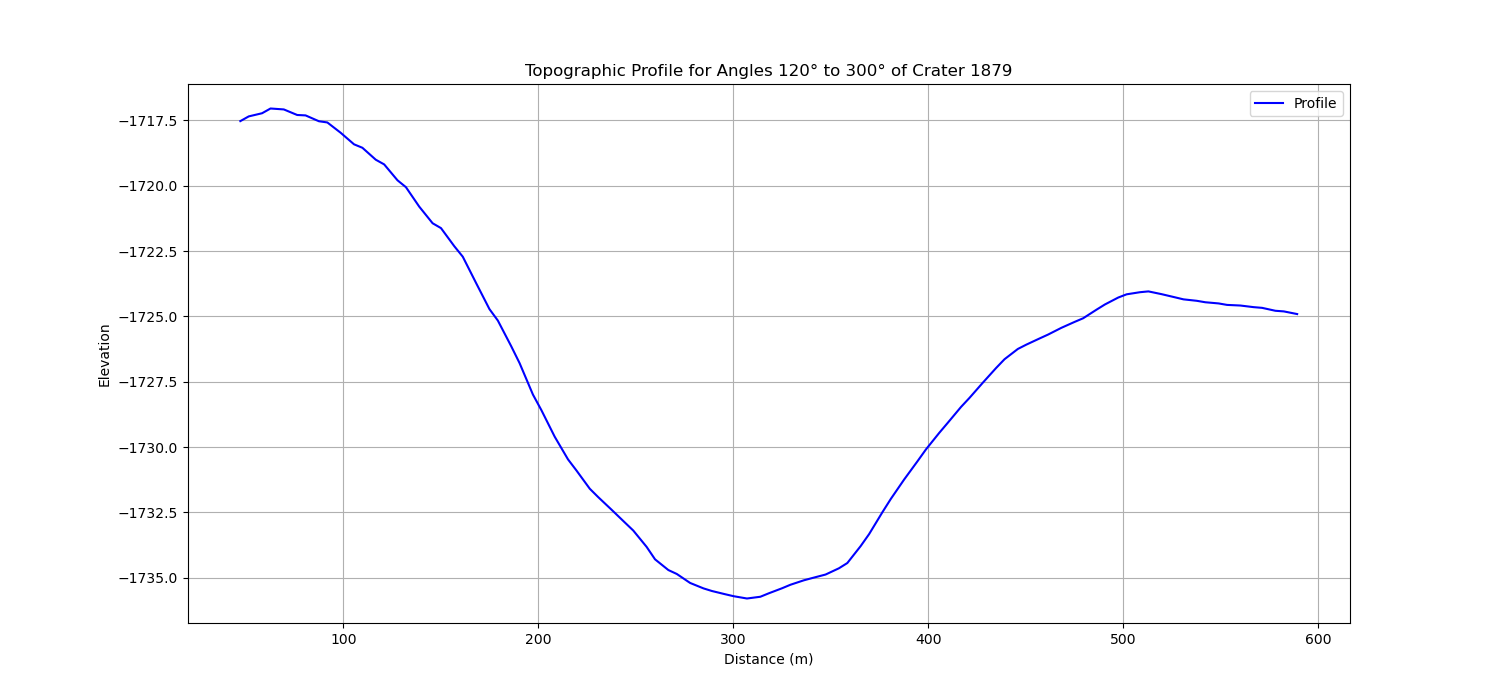 Topographic Profile for Angles 120° to 300° of Crater 1879
Profile
−1717.5
−1720.0
−1722.5
−1725.0
−1727.5
−1730.0
−1732.5
−1735.0
Elevation
100 200 300 400 500 600
Distance (m)